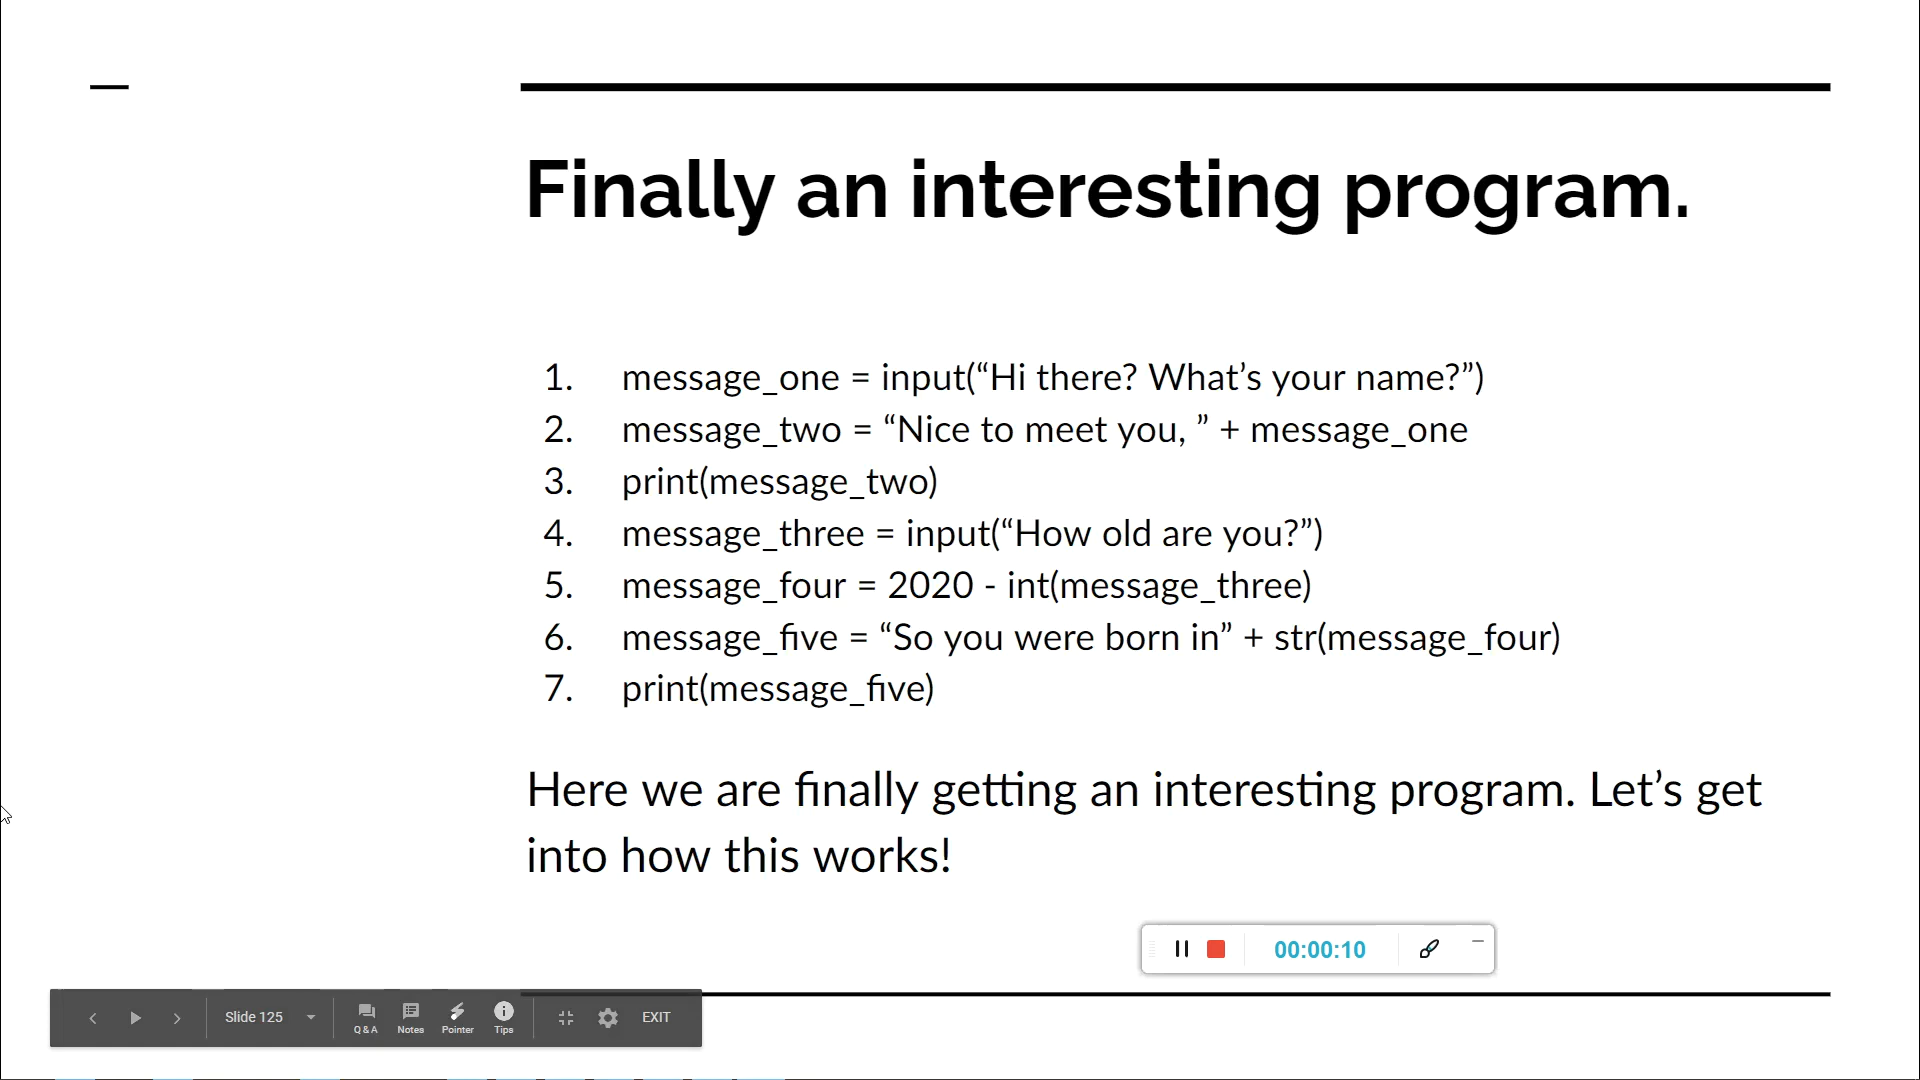 Finally an interesting program.
1. message_one = input(“Hi there? What’s your name?”)
2. message_two = “Nice to meet you, ” + message_one
3. print(message_two)
4. message_three = input(“How old are you?”)
5. message_four = 2020 - int(message_three)
6. message_five = “So you were born in” + str(message_four)
7. print(message_five)
Here we are finally getting an interesting program. Let’s get
into how this works!
00:00:10
Slide 125 Q & A Notes Pointer Tips EXIT